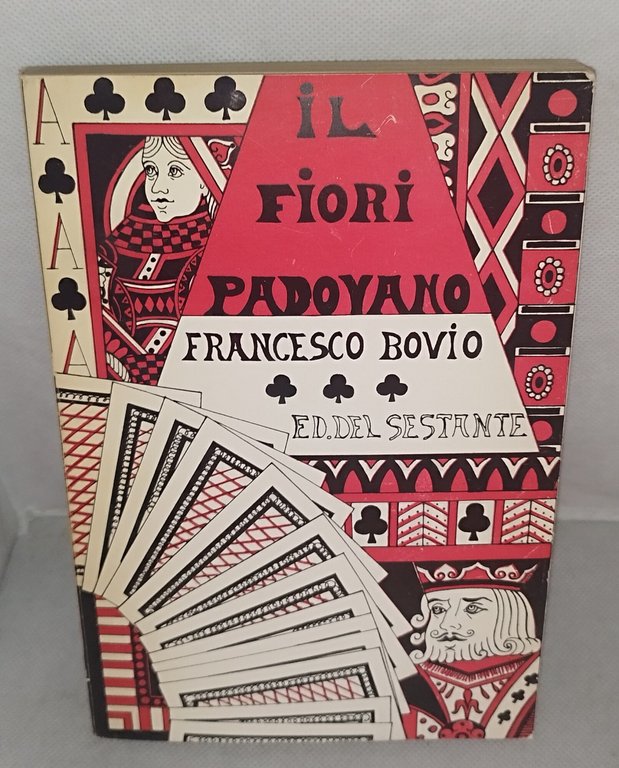 A
A
A
iL
FiORi
PADOVANO
FRANCESCO BOViO
ED. DEL SESTANTE